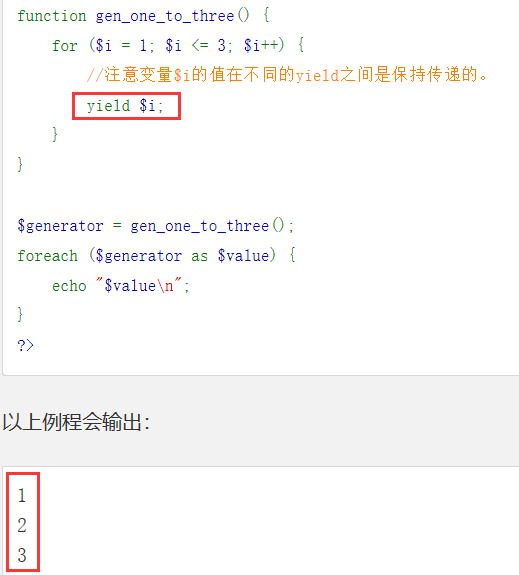 function gen_one_to_three() {
for ($i = 1; $i <= 3; $i++) {
//注意变量$i的值在不同的yield之间是保持传递的。
yield $i;
}
}
$generator = gen_one_to_three();
foreach ($generator as $value) {
echo "$value\n";
}
?>
以上例程会输出：
1
2
3